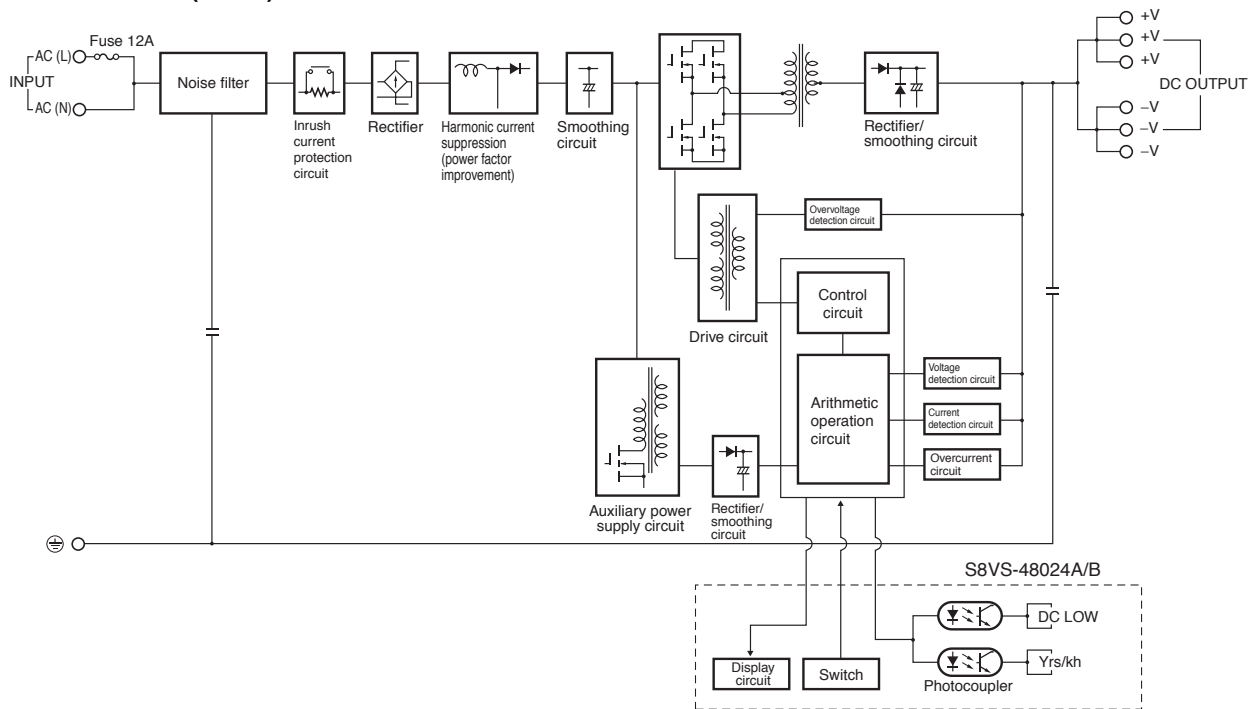 Fuse 12A
AC (L)
INPUT
AC (N)
Noise filter
Inrush
current
protection
circuit
Rectifier
Harmonic current
suppression
(power factor
improvement)
Smoothing
circuit
Rectifier/
smoothing circuit
+V
+V
+V
DC OUTPUT
–V
–V
–V
Overvoltage
detection circuit
Drive circuit
Control
circuit
Arithmetic
operation
circuit
Voltage
detection circuit
Current
detection circuit
Overcurrent
circuit
Auxiliary power
supply circuit
Rectifier/
smoothing
circuit
S8VS-48024A/B
Display
circuit
Switch
Photocoupler
DC LOW
Yrs/kh